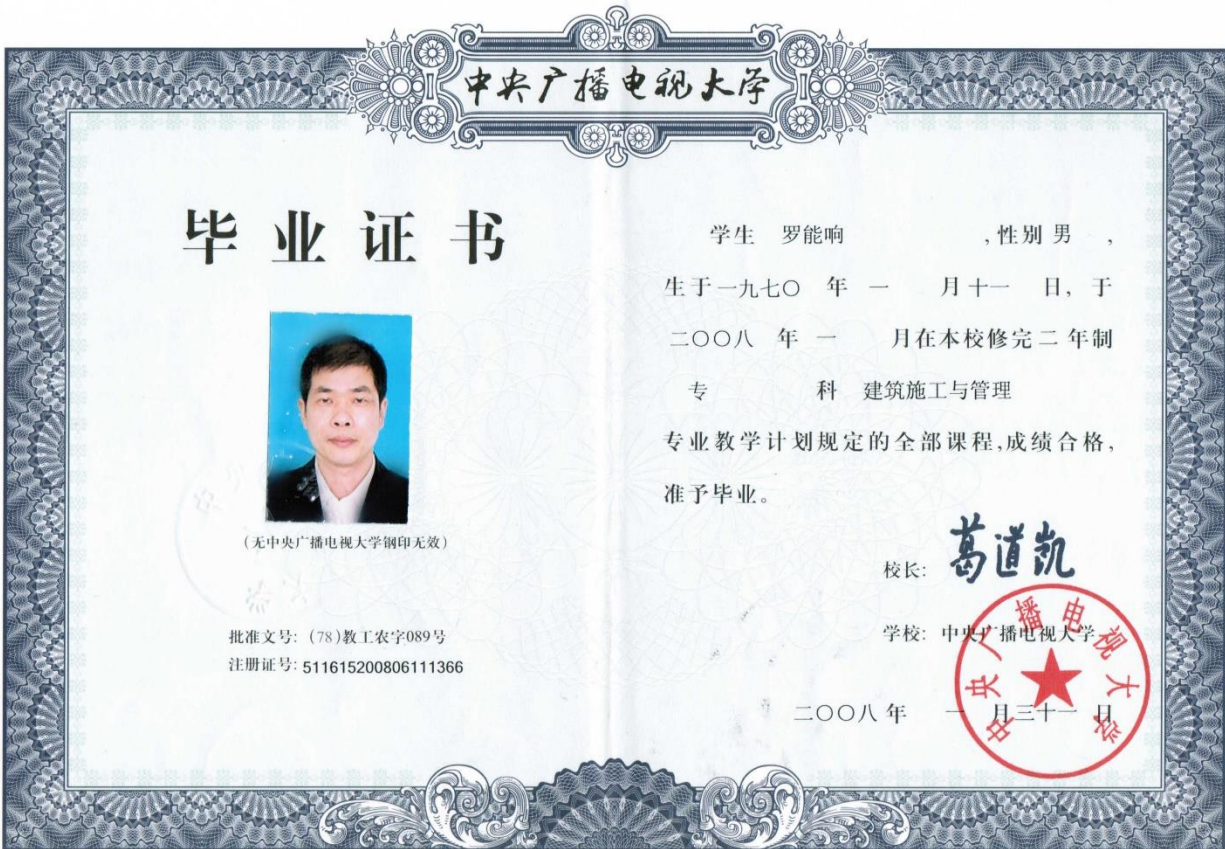 中央广播电视大学
毕业证书
(无中央广播电视大学钢印无效)
批准文号: (78)教工农字089号
注册证号: 511615200806111366
学生 罗能响 ,性别 男 ,
生于一九七〇 年 一 月 十一 日, 于
二〇〇八 年 一 月在本校修完 二 年制
专 科 建筑施工与管理
专业教学计划规定的全部课程,成绩合格,
准予毕业。
校长: 葛道凯
学校: 中央广播电视大学
二〇〇八 年 一 月三十一 日
中央广播电视大学